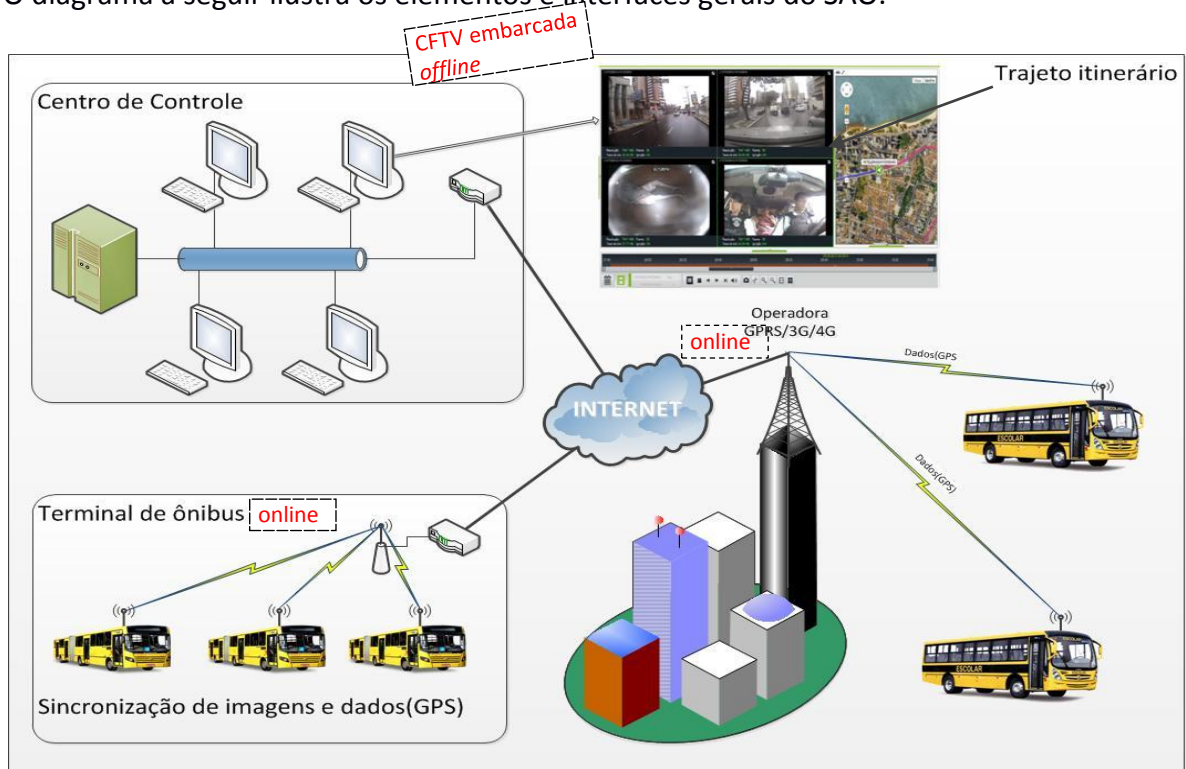 O diagrama a seguir ilustra os elementos e interfaces gerais do SAO:
CFTV embarcada
offline
Centro de Controle
Trajeto itinerário
Operadora
GPRS/3G/4G
online
Dados(GPS
INTERNET
ESCOLAR
Dados(GPS)
Terminal de ônibus
online
ESCOLAR
Sincronização de imagens e dados(GPS)